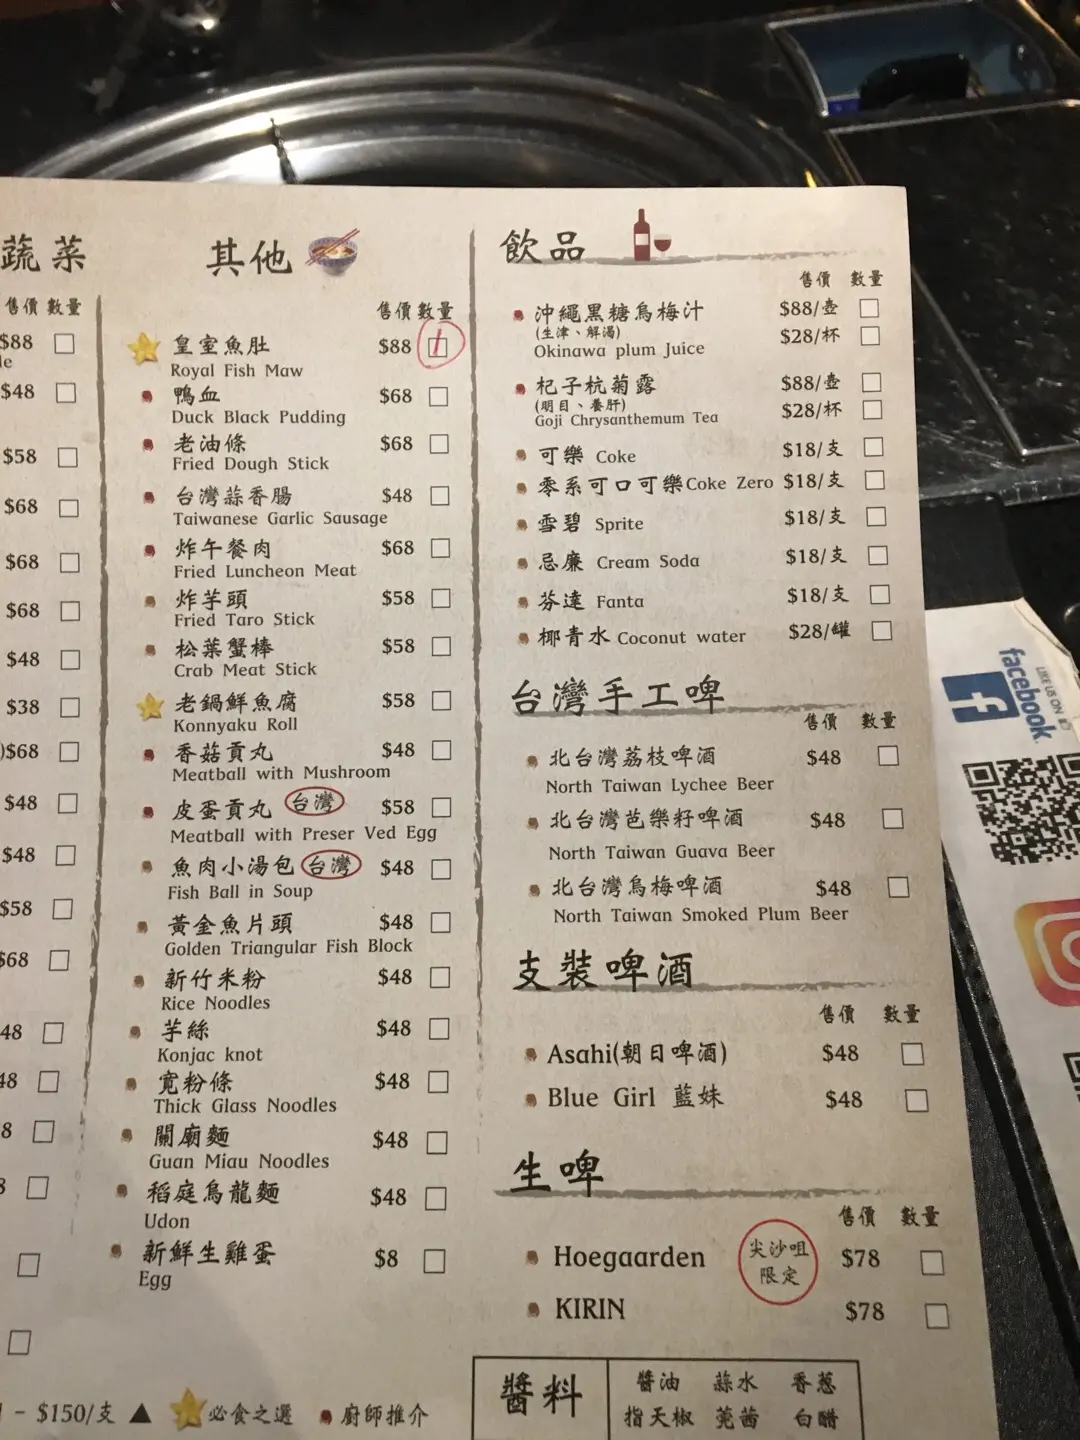 蔬菜
售價 數量
$88
$48
$58
$68
$68
$68
$48
$38
$68
$48
$48
$58
$68
其他
售價 數量
皇室魚肚 $88 1
Royal Fish Maw
鴨血 $68
Duck Black Pudding
老油條 $68
Fried Dough Stick
台灣蒜香腸 $48
Taiwanese Garlic Sausage
炸午餐肉 $68
Fried Luncheon Meat
炸芋頭 $58
Fried Taro Stick
松葉蟹棒 $58
Crab Meat Stick
老鍋鮮魚腐 $58
Konnyaku Roll
香菇貢丸 $48
Meatball with Mushroom
皮蛋貢丸 台灣 $58
Meatball with Preser Ved Egg
魚肉小湯包 台灣 $48
Fish Ball in Soup
黃金魚片頭 $48
Golden Triangular Fish Block
新竹米粉 $48
Rice Noodles
芋絲 $48
Konjac knot
寬粉條 $48
Thick Glass Noodles
關廟麵 $48
Guan Miau Noodles
稻庭烏龍麵 $48
Udon
新鮮生雞蛋 $8
Egg
飲品
售價 數量
沖繩黑糖烏梅汁 $88/壺
(生津、解渴) $28/杯
Okinawa plum Juice
杞子杭菊露 $88/壺
(明目、養肝) $28/杯
Goji Chrysanthemum Tea
可樂 Coke $18/支
零系可口可樂 Coke Zero $18/支
雪碧 Sprite $18/支
忌廉 Cream Soda $18/支
芬達 Fanta $18/支
椰青水 Coconut water $28/罐
台灣手工啤
售價 數量
北台灣荔枝啤酒 $48
North Taiwan Lychee Beer
北台灣芭樂籽啤酒 $48
North Taiwan Guava Beer
北台灣烏梅啤酒 $48
North Taiwan Smoked Plum Beer
支裝啤酒
售價 數量
Asahi(朝日啤酒) $48
Blue Girl 藍妹 $48
生啤
售價 數量
Hoegaarden 尖沙咀 $78
限定
KIRIN $78
- $150/支 ▲ 必食之選 廚師推介
醬料
醬油 蒜水 香葱
指天椒 芫茜 白醋
LIKE US ON
facebook